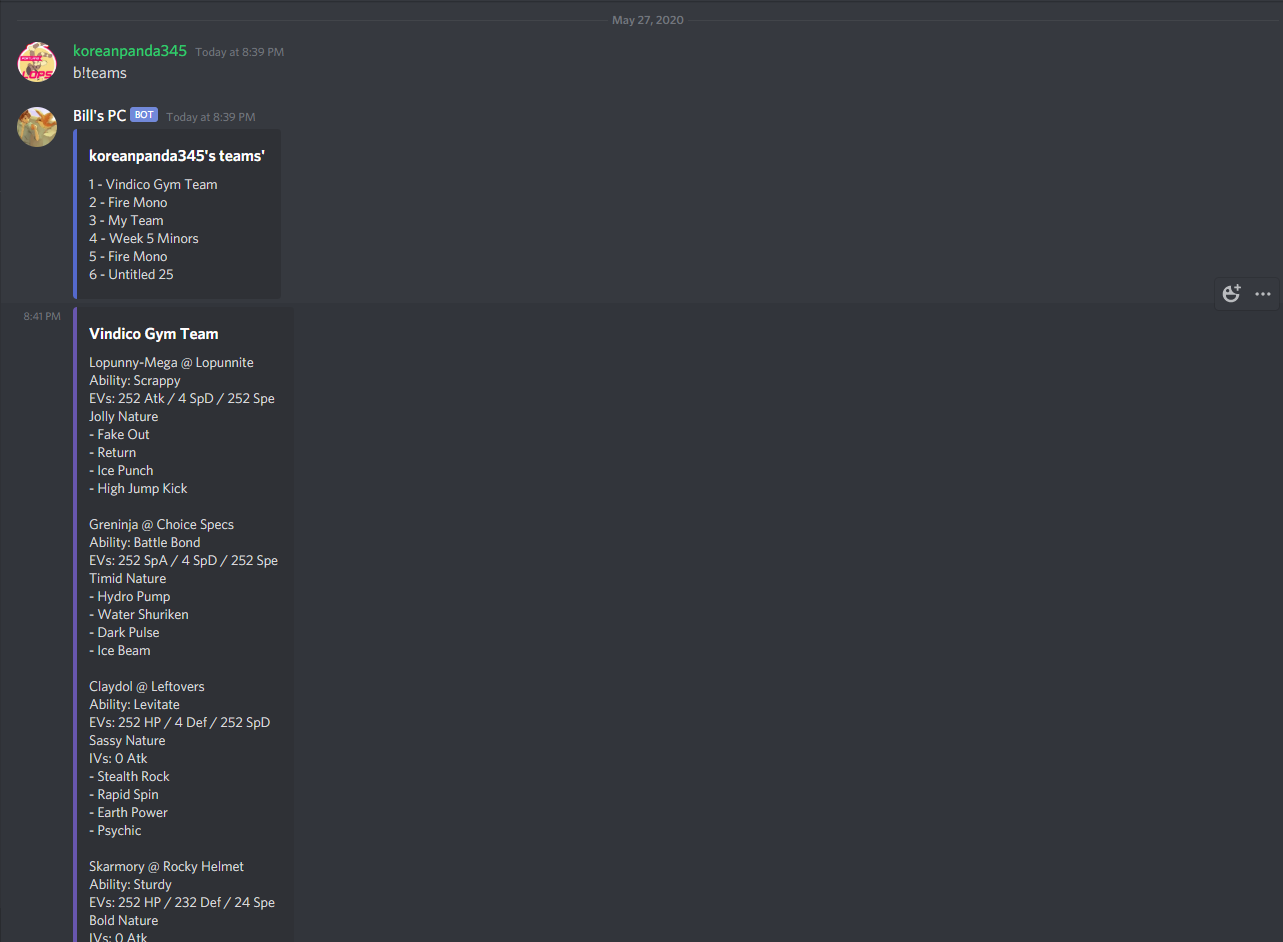 May 27, 2020
koreanpanda345 Today at 8:39 PM
b!teams
Bill's PC BOT Today at 8:39 PM
koreanpanda345's teams'
1 - Vindico Gym Team
2 - Fire Mono
3 - My Team
4 - Week 5 Minors
5 - Fire Mono
6 - Untitled 25
8:41 PM
Vindico Gym Team
Lopunny-Mega @ Lopunnite
Ability: Scrappy
EVs: 252 Atk / 4 SpD / 252 Spe
Jolly Nature
- Fake Out
- Return
- Ice Punch
- High Jump Kick
Greninja @ Choice Specs
Ability: Battle Bond
EVs: 252 SpA / 4 SpD / 252 Spe
Timid Nature
- Hydro Pump
- Water Shuriken
- Dark Pulse
- Ice Beam
Claydol @ Leftovers
Ability: Levitate
EVs: 252 HP / 4 Def / 252 SpD
Sassy Nature
IVs: 0 Atk
- Stealth Rock
- Rapid Spin
- Earth Power
- Psychic
Skarmory @ Rocky Helmet
Ability: Sturdy
EVs: 252 HP / 232 Def / 24 Spe
Bold Nature
IVs: 0 Atk